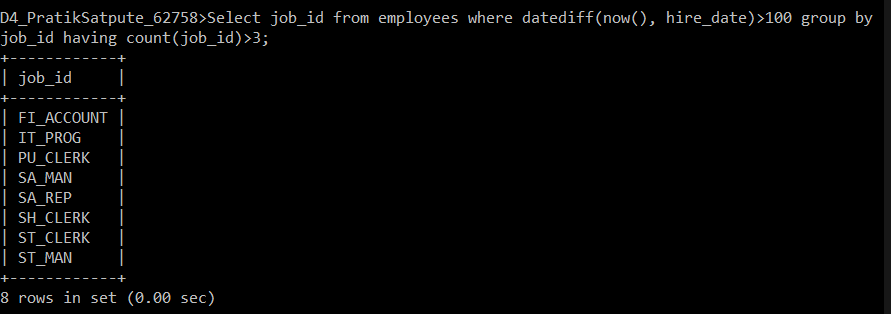 D4_PratikSatpute_62758>Select job_id from employees where datediff(now(), hire_date)>100 group by
job_id having count(job_id)>3;
+------------+
| job_id     |
+------------+
| FI_ACCOUNT |
| IT_PROG    |
| PU_CLERK   |
| SA_MAN     |
| SA_REP     |
| SH_CLERK   |
| ST_CLERK   |
| ST_MAN     |
+------------+
8 rows in set (0.00 sec)